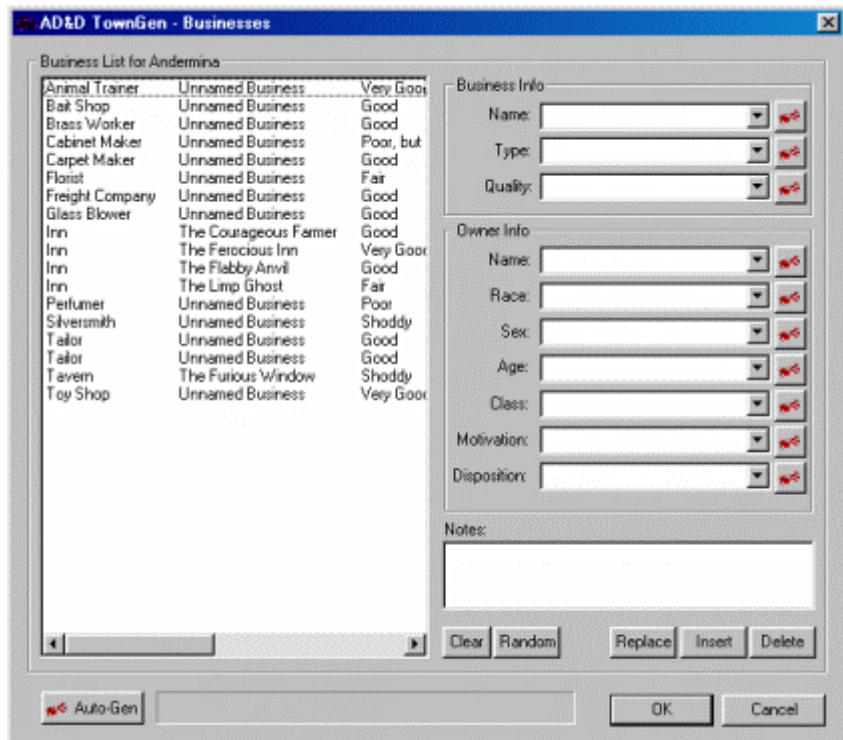 AD&D TownGen - Businesses
Business List for Andermina
Animal Trainer Unnamed Business Very Good
Bait Shop Unnamed Business Good
Brass Worker Unnamed Business Good
Cabinet Maker Unnamed Business Poor, but
Carpet Maker Unnamed Business Good
Florist Unnamed Business Fair
Freight Company Unnamed Business Good
Glass Blower Unnamed Business Good
Inn The Courageous Farmer Good
Inn The Ferocious Inn Very Good
Inn The Flabby Anvil Good
Inn The Limp Ghost Fair
Perfumer Unnamed Business Poor
Silversmith Unnamed Business Shoddy
Tailor Unnamed Business Good
Tailor Unnamed Business Good
Tavern The Furious Window Shoddy
Toy Shop Unnamed Business Very Good
Business Info
Name:
Type:
Quality:
Owner Info
Name:
Race:
Sex:
Age:
Class:
Motivation:
Disposition:
Notes:
Clear Random Replace Insert Delete
Auto-Gen OK Cancel